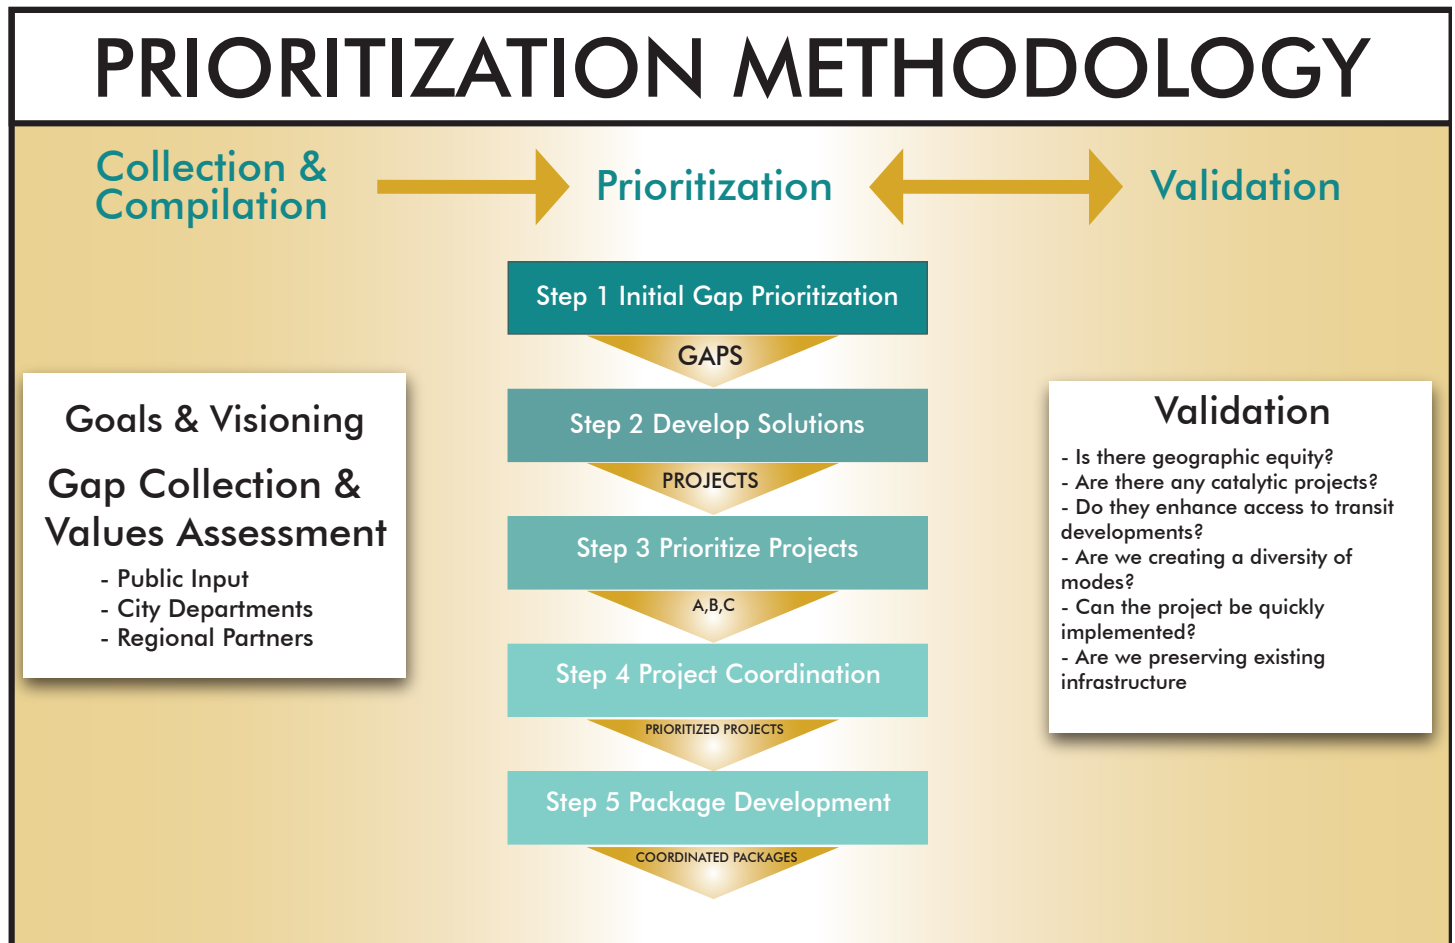 PRIORITIZATION METHODOLOGY
Collection &
Compilation
Prioritization
Validation
Goals & Visioning
Gap Collection &
Values Assessment
- Public Input
- City Departments
- Regional Partners
Step 1 Initial Gap Prioritization
GAPS
Step 2 Develop Solutions
PROJECTS
Step 3 Prioritize Projects
A,B,C
Step 4 Project Coordination
PRIORITIZED PROJECTS
Step 5 Package Development
COORDINATED PACKAGES
Validation
- Is there geographic equity?
- Are there any catalytic projects?
- Do they enhance access to transit
developments?
- Are we creating a diversity of
modes?
- Can the project be quickly
implemented?
- Are we preserving existing
infrastructure